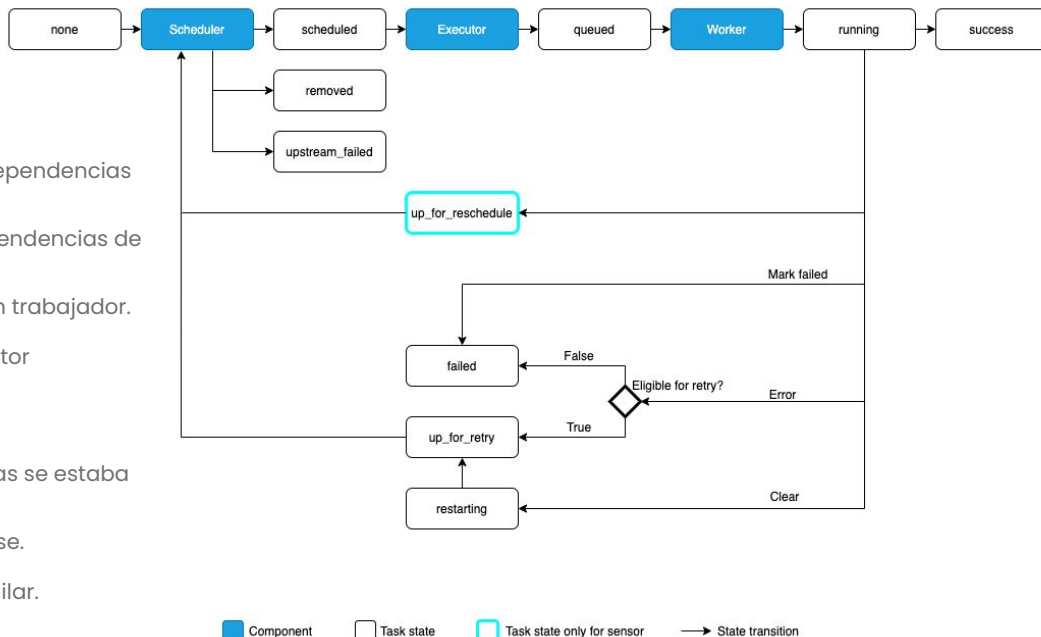 none
Scheduler
scheduled
Executor
queued
Worker
running
success
removed
upstream_failed
ependencias
up_for_reschedule
endencias de
Mark failed
n trabajador.
tor
failed
False
Eligible for retry?
Error
True
up_for_retry
as se estaba
restarting
Clear
se.
ilar.
Component
Task state
Task state only for sensor
State transition